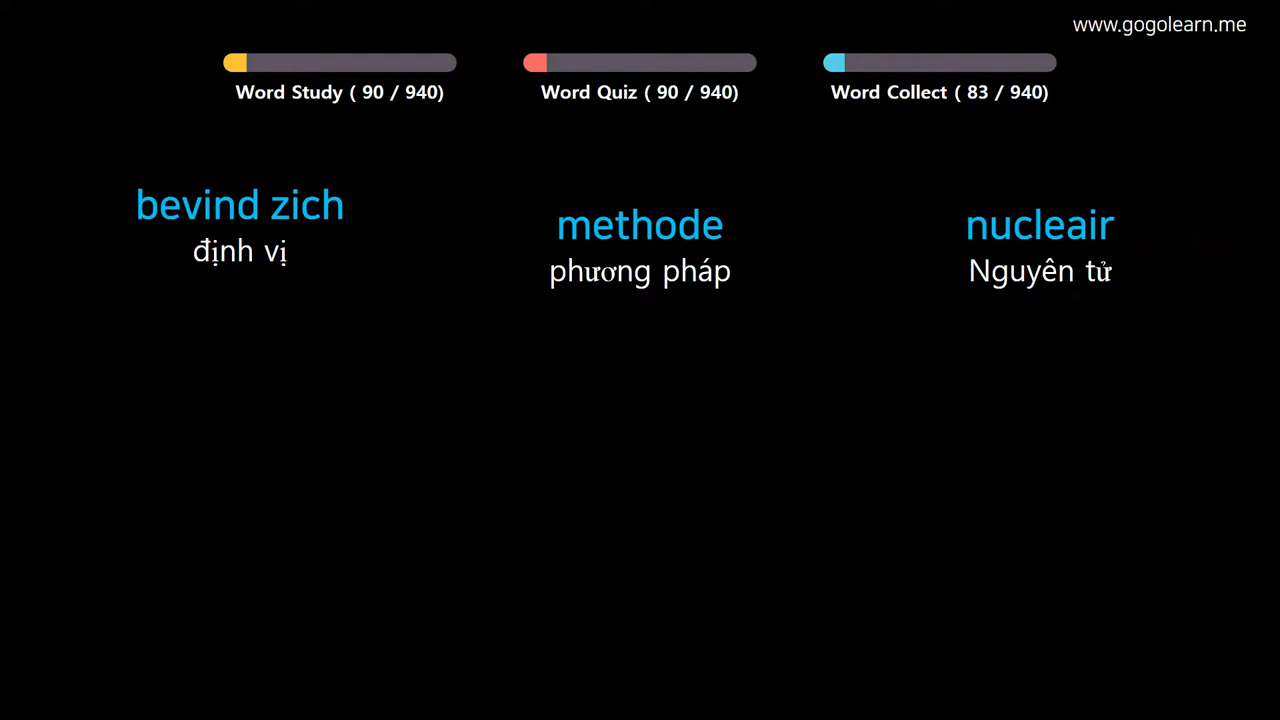 www.gogolearn.me
Word Study ( 90 / 940)
Word Quiz ( 90 / 940)
Word Collect ( 83 / 940)
bevind zich
định vị
methode
phương pháp
nucleair
Nguyên tử